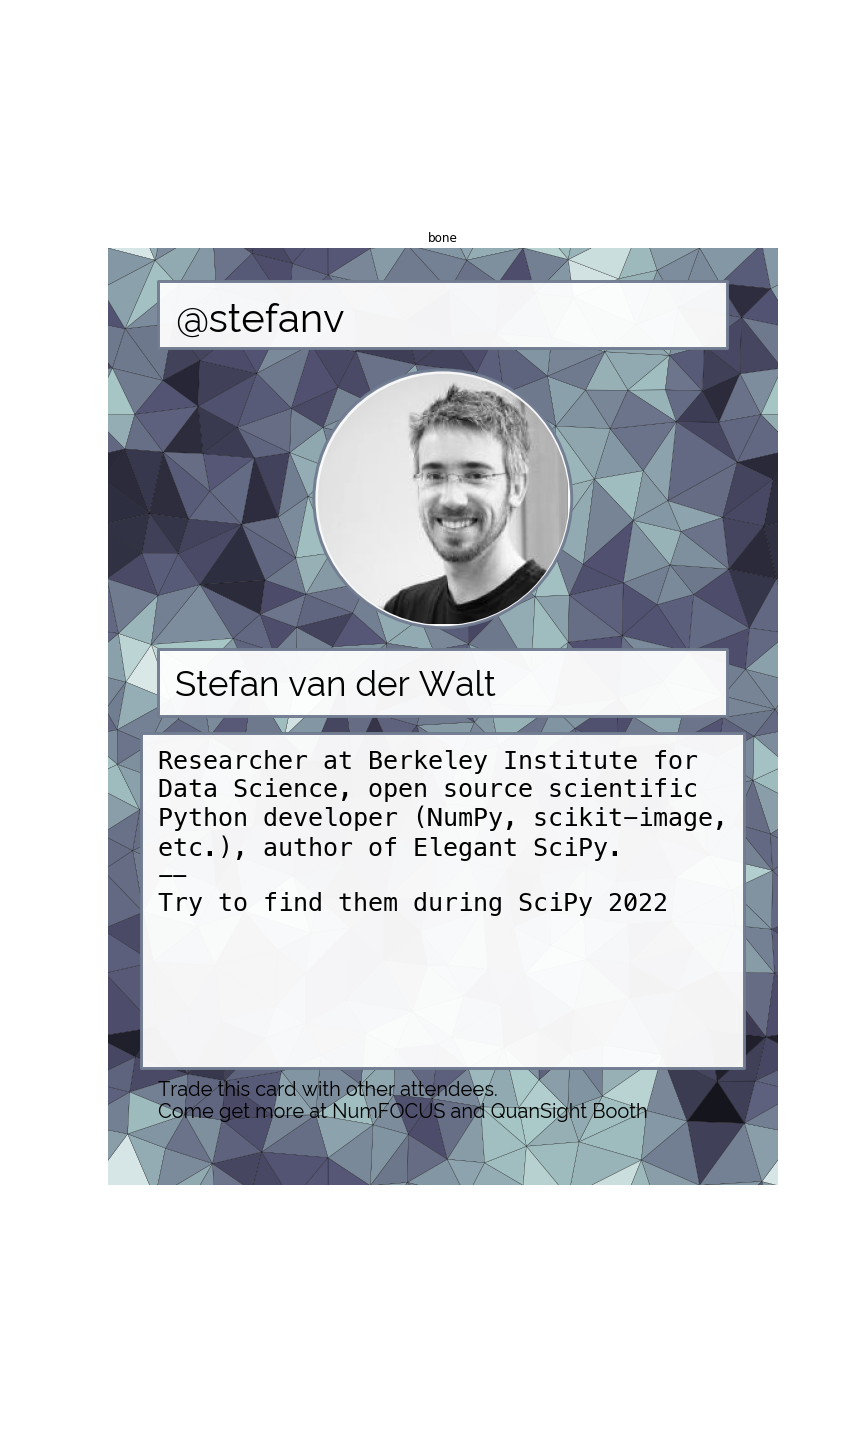 bone
@stefanv
Stefan van der Walt
Researcher at Berkeley Institute for
Data Science, open source scientific
Python developer (NumPy, scikit-image,
etc.), author of Elegant SciPy.
--
Try to find them during SciPy 2022
Trade this card with other attendees.
Come get more at NumFOCUS and QuanSight Booth